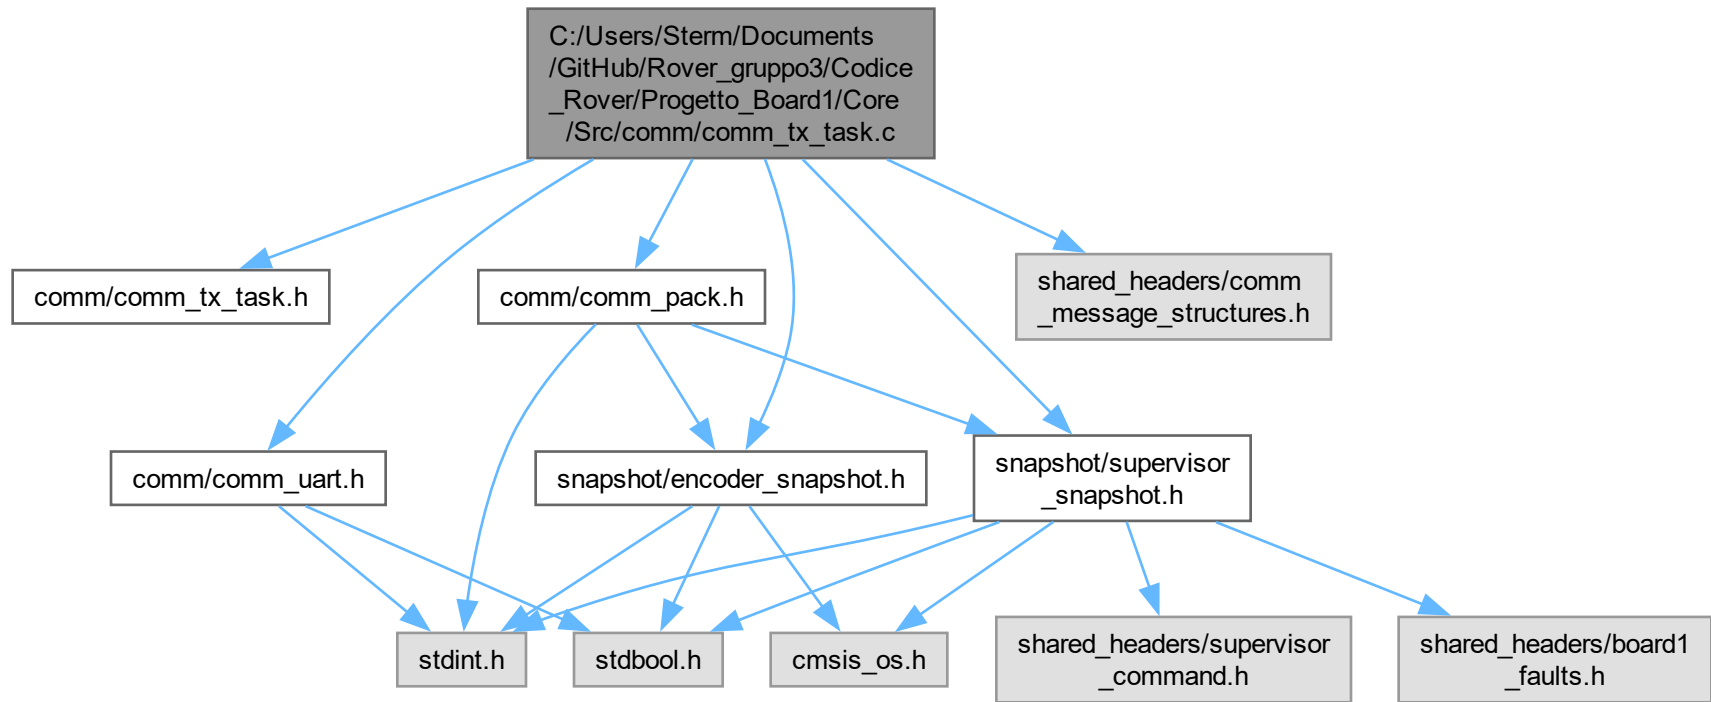 C:/Users/Sterm/Documents
/GitHub/Rover_gruppo3/Codice
_Rover/Progetto_Board1/Core
/Src/comm/comm_tx_task.c
comm/comm_tx_task.h
comm/comm_pack.h
shared_headers/comm
_message_structures.h
comm/comm_uart.h
snapshot/encoder_snapshot.h
snapshot/supervisor
_snapshot.h
stdint.h
stdbool.h
cmsis_os.h
shared_headers/supervisor
_command.h
shared_headers/board1
_faults.h